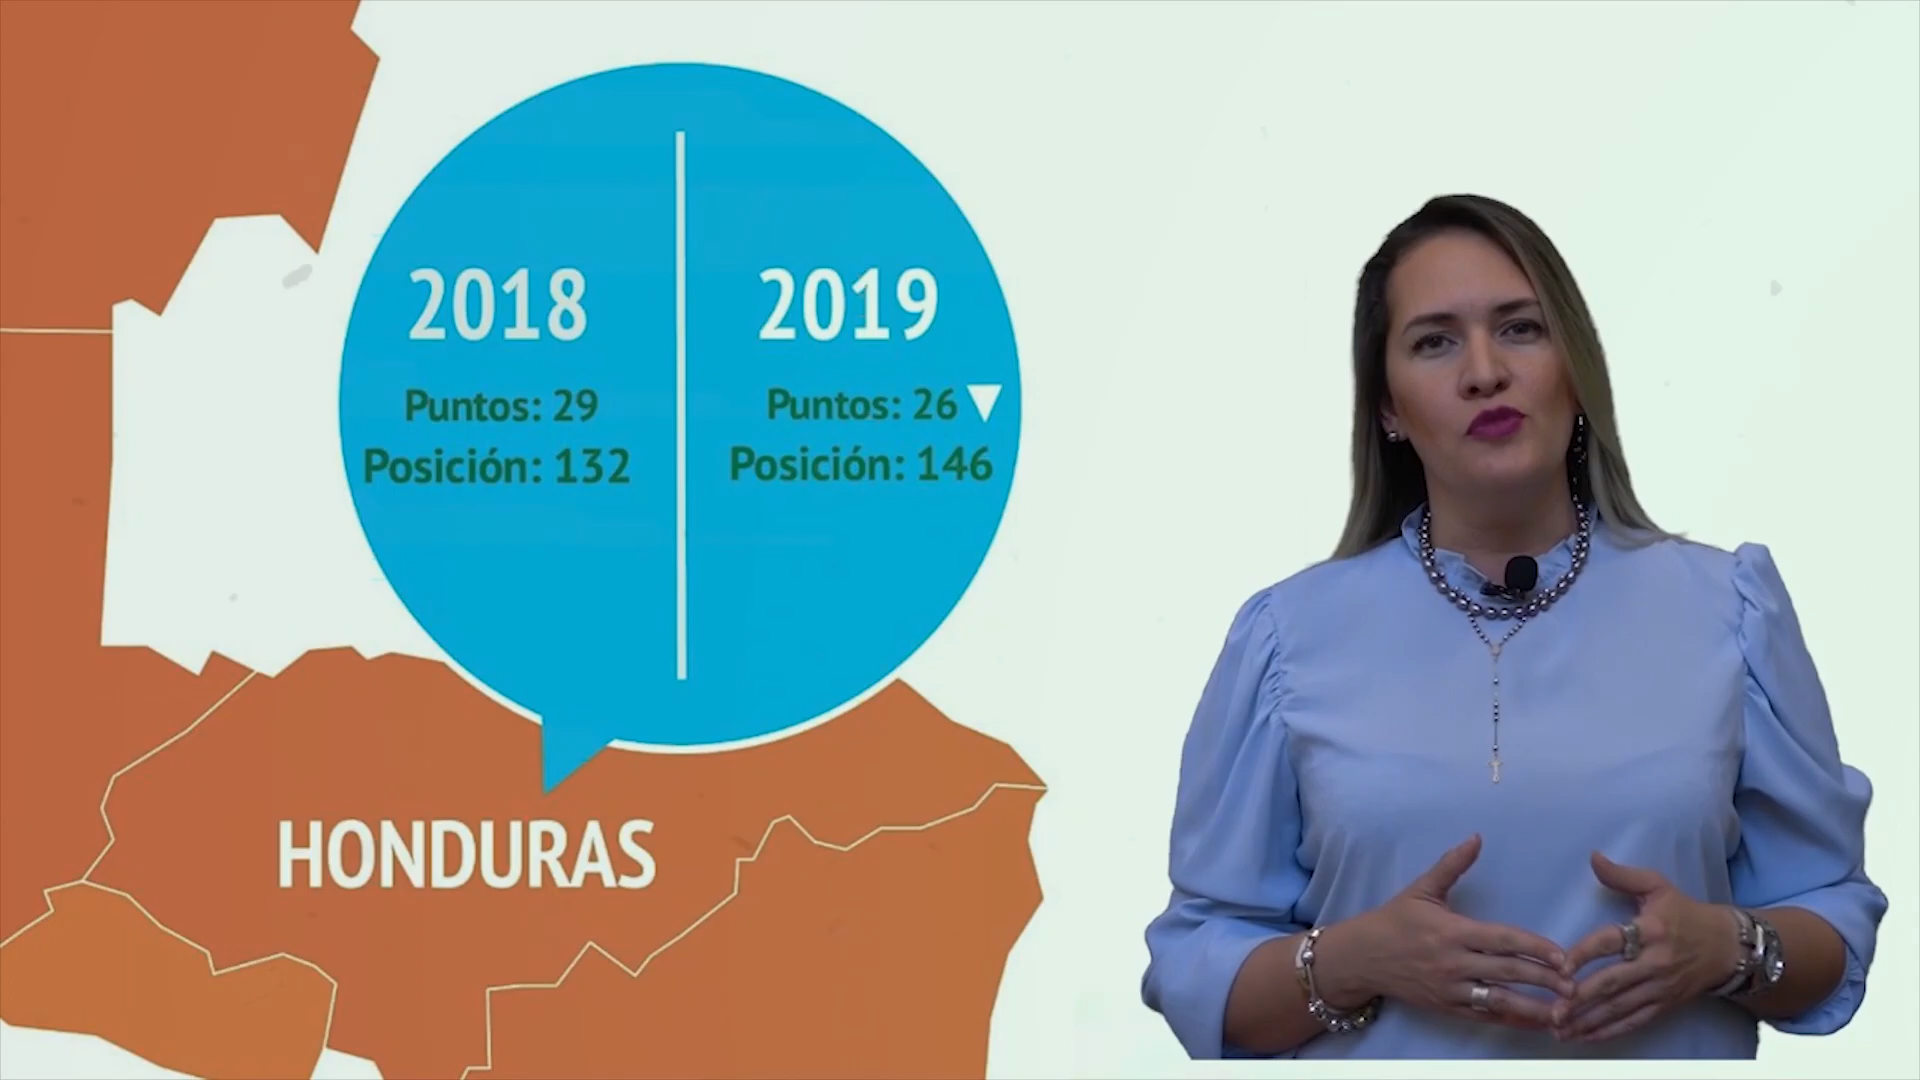 2018
Puntos: 29
Posición: 132
2019
Puntos: 26
Posición: 146
HONDURAS